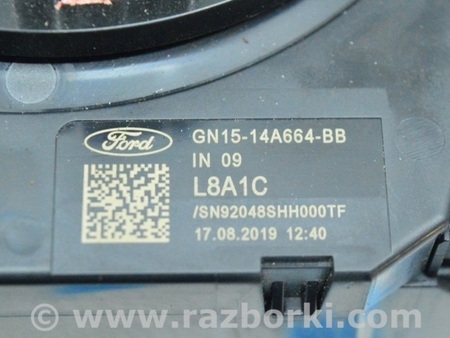 Ford
GN15-14A664-BB
IN 09
L8A1C
/SN92048SHH000TF
17.08.2019 12:40
© www.razborki.com